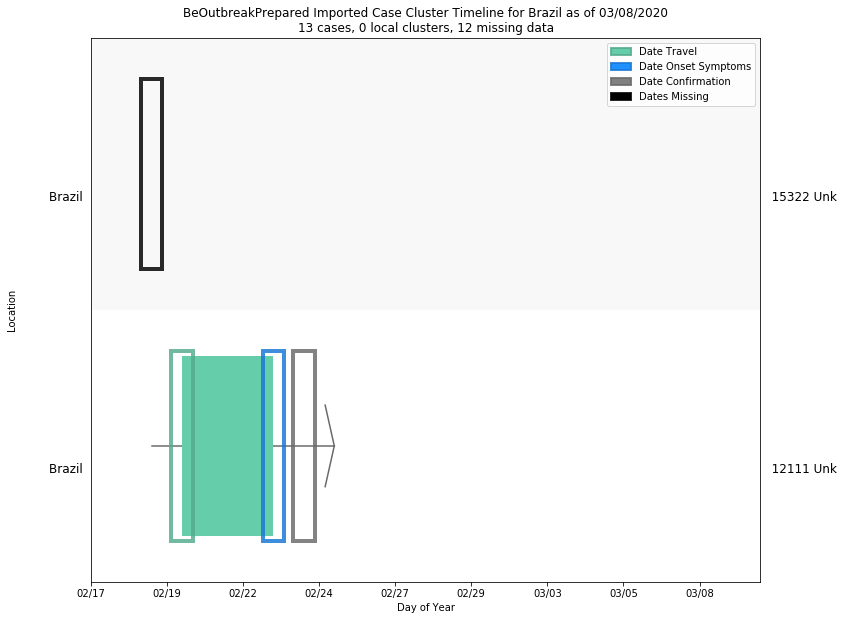 BeOutbreakPrepared Imported Case Cluster Timeline for Brazil as of 03/08/2020
13 cases, 0 local clusters, 12 missing data
Date Travel
Date Onset Symptoms
Date Confirmation
Dates Missing
Brazil
15322 Unk
Location
Brazil
12111 Unk
02/17
02/19
02/22
02/24
02/27
02/29
03/03
03/05
03/08
Day of Year